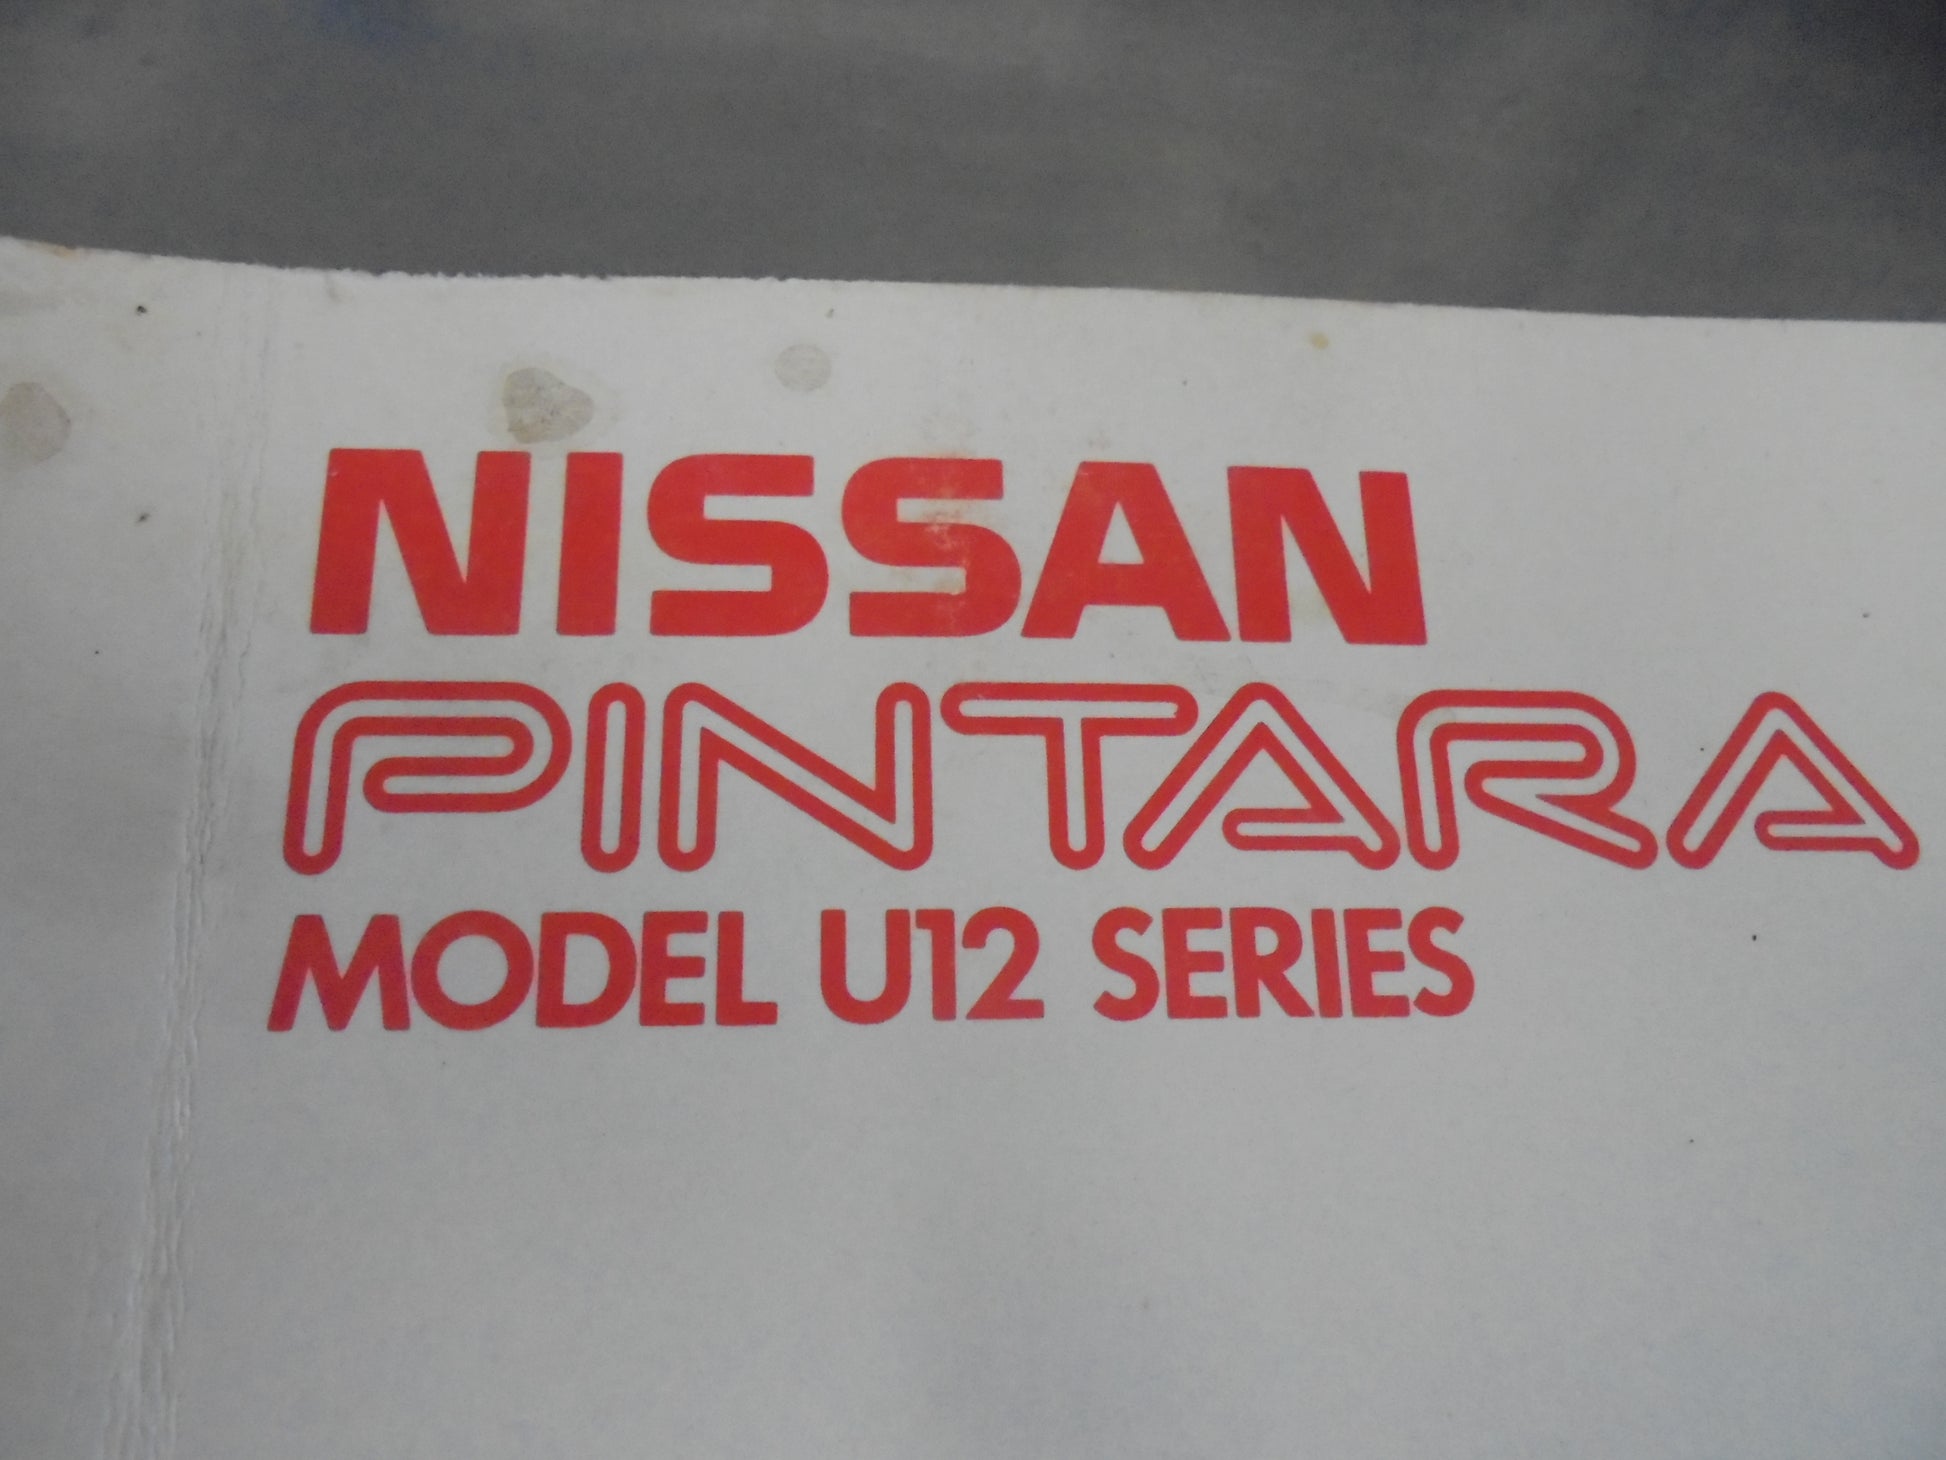 NISSAN
PINTARA
MODEL U12 SERIES